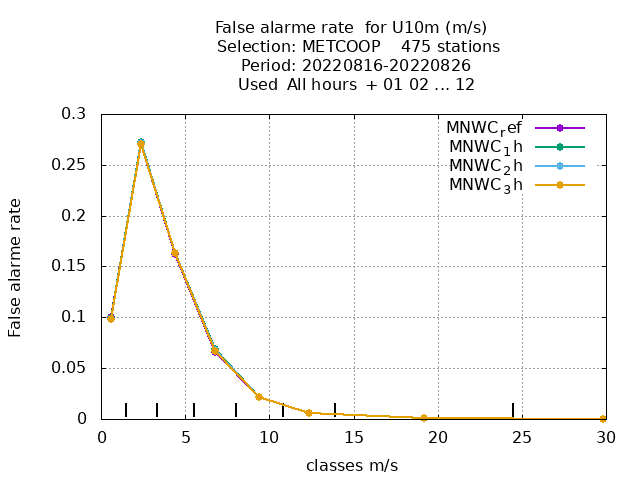 False alarme rate  for U10m (m/s)
Selection: METCOOP    475 stations
Period: 20220816-20220826
Used  All hours  + 01 02 ... 12
0.3
0.25
0.2
0.15
0.1
0.05
0
False alarme rate
MNWC_ref
MNWC_1h
MNWC_2h
MNWC_3h
0 5 10 15 20 25 30
classes m/s